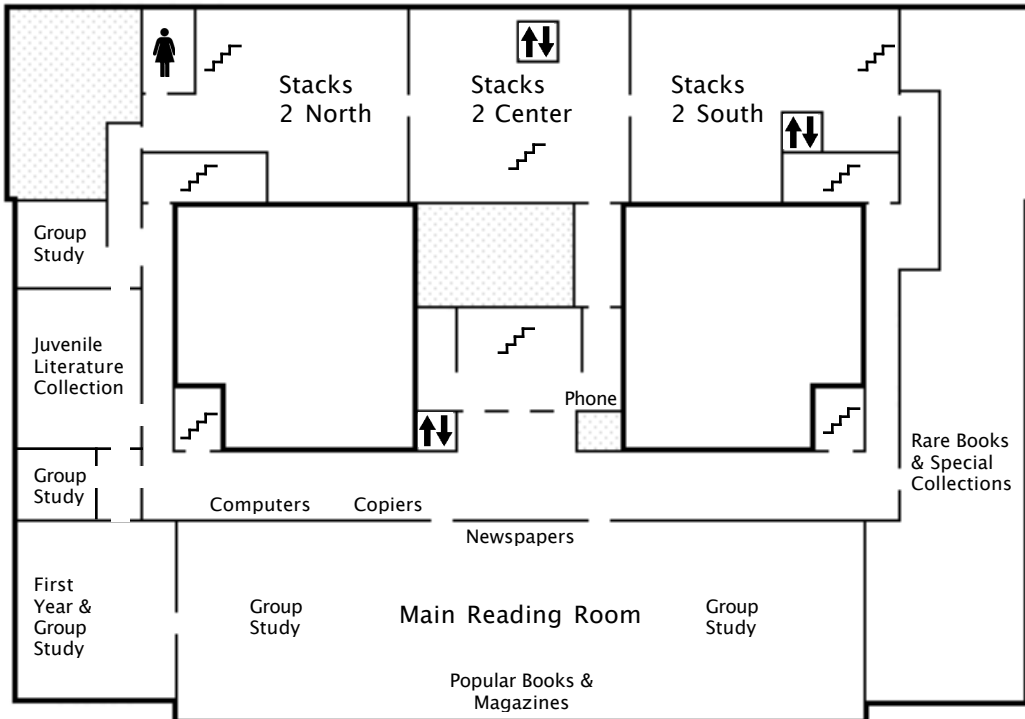 Stacks
2 North
Stacks
2 Center
Stacks
2 South
Group
Study
Juvenile
Literature
Collection
Phone
Group
Study
Rare Books
& Special
Collections
Computers
Copiers
Newspapers
First
Year &
Group
Study
Group
Study
Main Reading Room
Group
Study
Popular Books &
Magazines